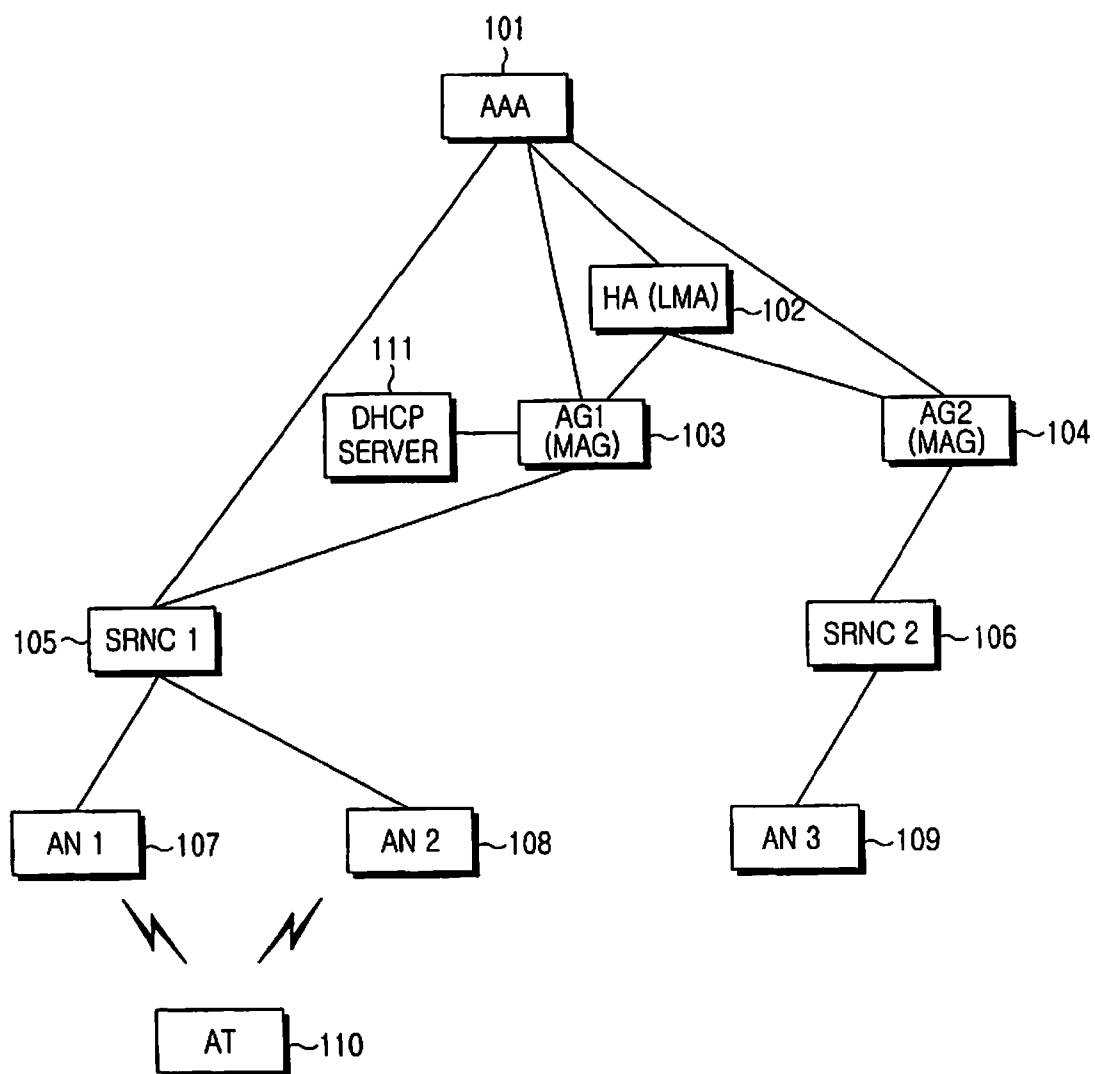 101
AAA
HA (LMA)
102
111
DHCP
SERVER
AG1
(MAG)
103
AG2
(MAG)
104
105
SRNC 1
SRNC 2
106
AN 1
107
AN 2
108
AN 3
109
AT
110